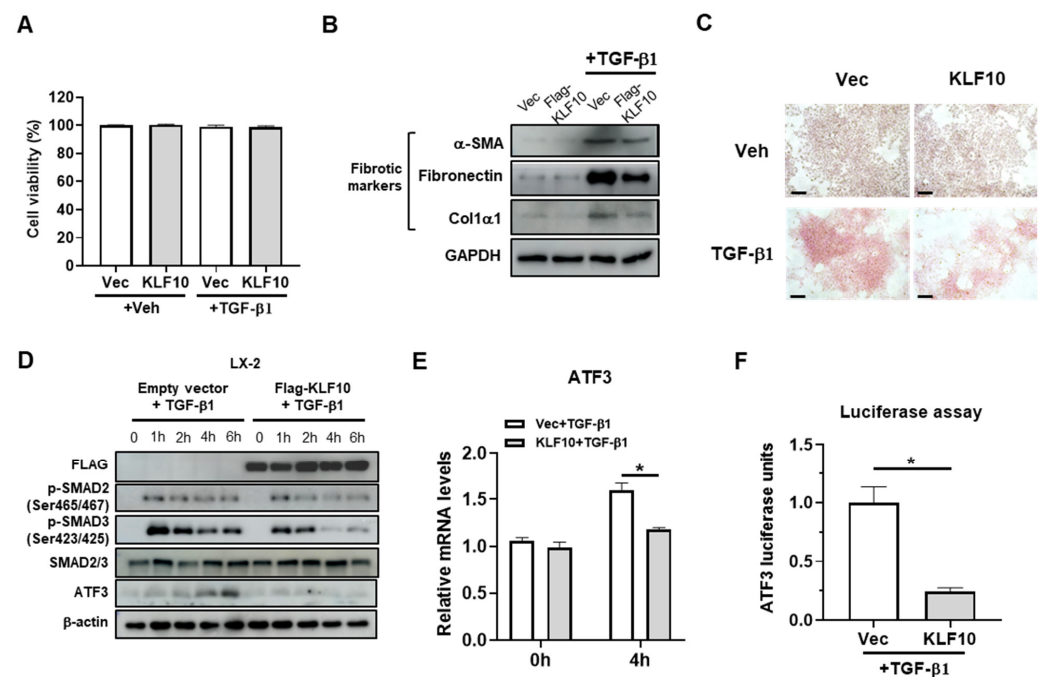 A
Cell viability (%)
120
100
80
60
40
20
0
Vec KLF10 Vec KLF10
+Veh +TGF-β1
B
+TGF-β1
Vec Flag-KLF10 Vec Flag-KLF10
Fibrotic markers
α-SMA
Fibronectin
Col1α1
GAPDH
C
Vec KLF10
Veh
TGF-β1
D
LX-2
Empty vector Flag-KLF10
+ TGF-β1 + TGF-β1
0 1h 2h 4h 6h 0 1h 2h 4h 6h
FLAG
p-SMAD2
(Ser465/467)
p-SMAD3
(Ser423/425)
SMAD2/3
ATF3
β-actin
E
ATF3
Vec+TGF-β1
KLF10+TGF-β1
Relative mRNA levels
2.0
1.5
1.0
0.5
0.0
*
0h 4h
F
Luciferase assay
ATF3 luciferase units
1.5
1.0
0.5
0.0
*
Vec KLF10
+TGF-β1